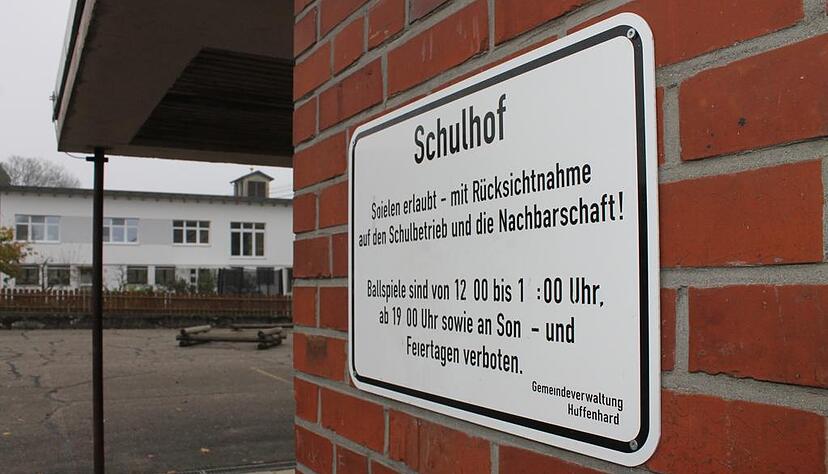 Schulhof
Spielen erlaubt - mit Rücksichtnahme
auf den Schulbetrieb und die Nachbarschaft!
Ballspiele sind von 12 00 bis 1 :00 Uhr,
ab 19 00 Uhr sowie an Son - und
Feiertagen verboten.
Gemeindeverwaltung
Huffenhard